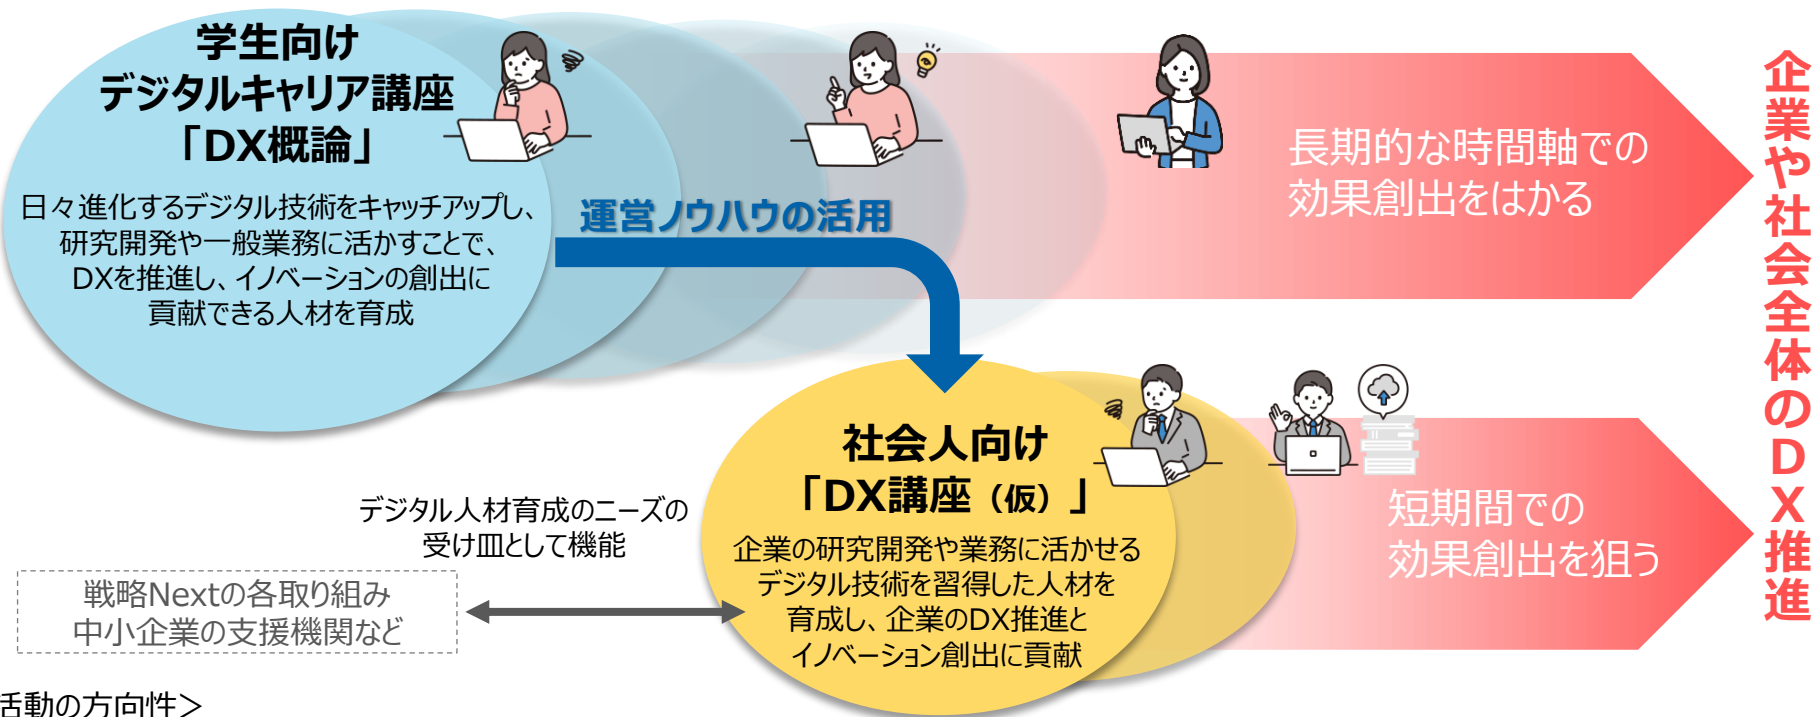 学生向け
デジタルキャリア講座
「DX概論」
日々進化するデジタル技術をキャッチアップし、
研究開発や一般業務に活かすことで、
DXを推進し、イノベーションの創出に
貢献できる人材を育成
運営ノウハウの活用
長期的な時間軸での
効果創出をはかる
企業や社会全体のDX推進
社会人向け
「DX講座（仮）」
企業の研究開発や業務に活かせる
デジタル技術を習得した人材を
育成し、企業のDX推進と
イノベーション創出に貢献
短期間での
効果創出を狙う
デジタル人材育成のニーズの
受け皿として機能
戦略Nextの各取り組み
中小企業の支援機関など
活動の方向性＞